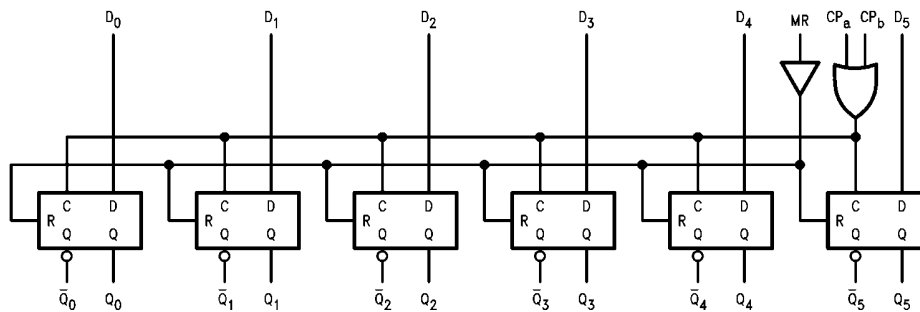 D₀ D₁ D₂ D₃ D₄ MR CPₐ CP_b D₅
C D C D C D C D C D C D
R R R R R R
Q Q Q Q Q Q Q Q Q Q Q Q
Q̅₀ Q₀ Q̅₁ Q₁ Q̅₂ Q₂ Q̅₃ Q₃ Q̅₄ Q₄ Q̅₅ Q₅